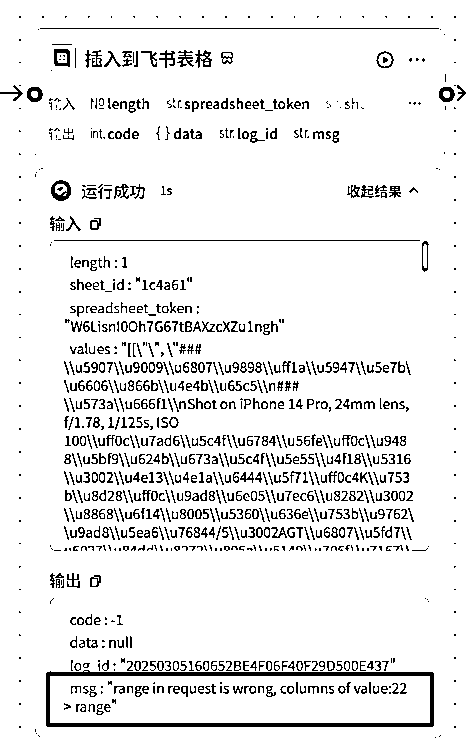 插入到飞书表格
输入 №length str.spreadsheet_token
输出 int.code { } data str.log_id str.msg
运行成功 1s 收起结果
输入
length : 1
sheet_id : "1c4a61"
spreadsheet_token :
"W6Lisnl0Oh7G67tBAXzcXZu1ngh"
values : "[[\"\", \"###
\\u5907\\u9009\\u6807\\u9898\\uff1a\\u5947\\u5e7b\
\u6606\\u866b\\u4e4b\\u65c5\\n###
\\u573a\\u666f1\\nShot on iPhone 14 Pro, 24mm lens,
f/1.78, 1/125s, ISO
100\\uff0c\\u7ad6\\u5c4f\\u6784\\u56fe\\uff0c\\u948
8\\u5bf9\\u624b\\u673a\\u5c4f\\u5e55\\u4f18\\u5316
\\u3002\\u4e13\\u4e1a\\u6444\\u5f71\\uff0c4K\\u753
b\\u8d28\\uff0c\\u9ad8\\u6e05\\u7ec6\\u8282\\u3002
\\u8868\\u6f14\\u8005\\u5360\\u636e\\u753b\\u9762
\\u9ad8\\u5ea6\\u76844/5\\u3002AGT\\u6807\\u5fd7\
输出
code : -1
data : null
log_id : "20250305160652BE4F06F40F29D500E437"
msg : "range in request is wrong, columns of value:22
> range"